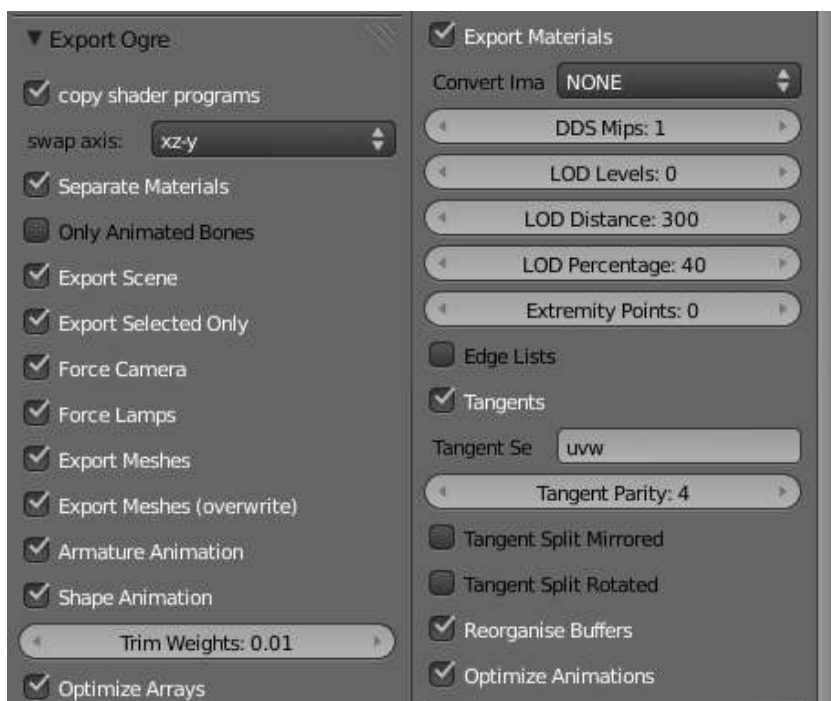 Export Ogre
copy shader programs
swap axis: xz-y
Separate Materials
Only Animated Bones
Export Scene
Export Selected Only
Force Camera
Force Lamps
Export Meshes
Export Meshes (overwrite)
Armature Animation
Shape Animation
Trim Weights: 0.01
Optimize Arrays
Export Materials
Convert Ima NONE
DDS Mips: 1
LOD Levels: 0
LOD Distance: 300
LOD Percentage: 40
Extremity Points: 0
Edge Lists
Tangents
Tangent Se uvw
Tangent Parity: 4
Tangent Split Mirrored
Tangent Split Rotated
Reorganise Buffers
Optimize Animations